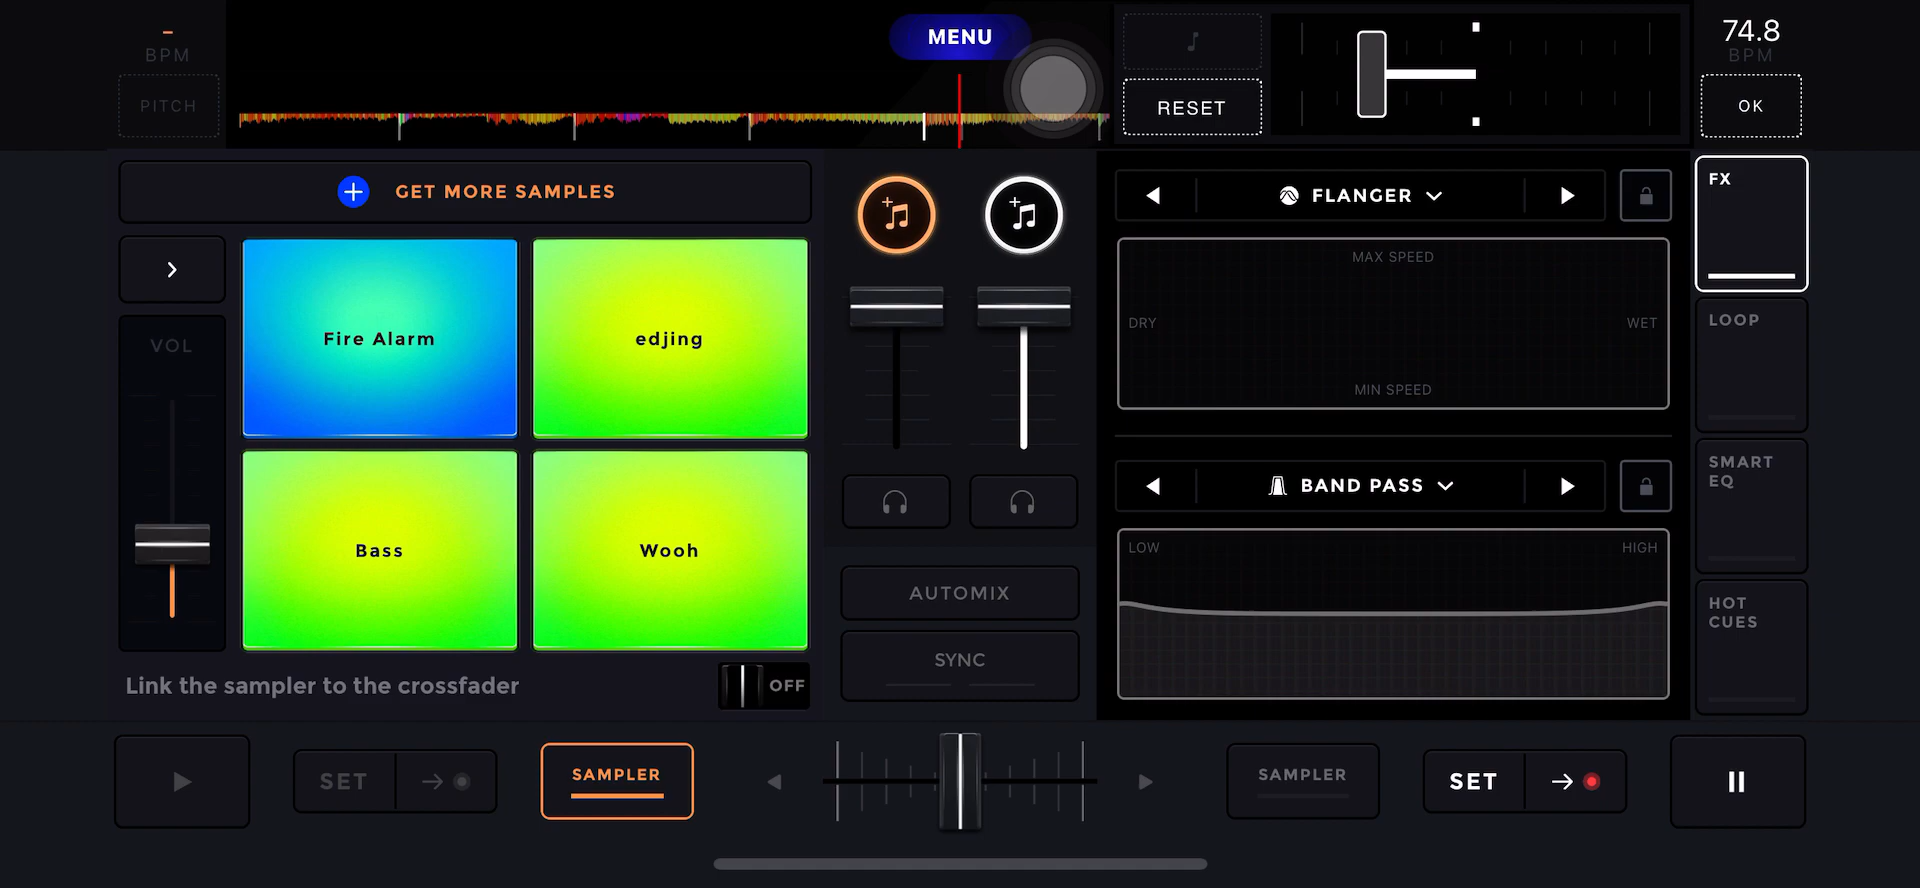 -
BPM
PITCH
MENU
RESET
74.8
BPM
OK
GET MORE SAMPLES
VOL
Fire Alarm
edjing
Bass
Wooh
Link the sampler to the crossfader
OFF
AUTOMIX
SYNC
FLANGER
MAX SPEED
DRY
WET
MIN SPEED
BAND PASS
LOW
HIGH
FX
LOOP
SMART
EQ
HOT
CUES
SET
SAMPLER
SAMPLER
SET